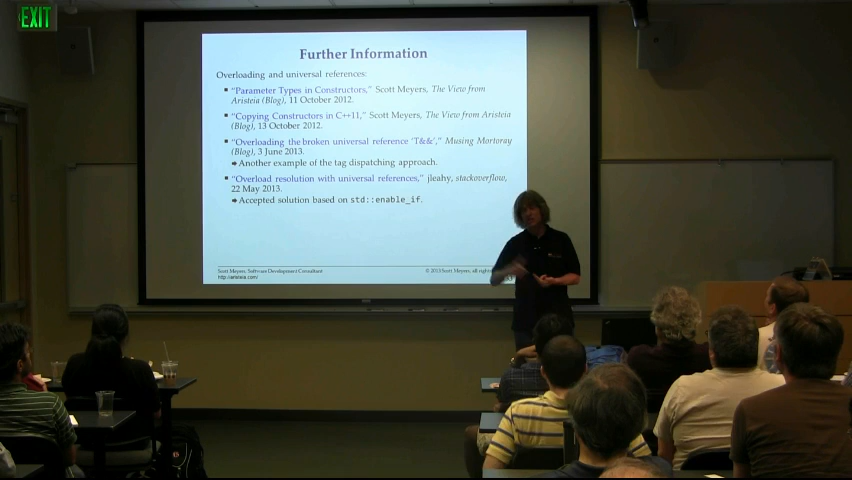 EXIT
Further Information
Overloading and universal references:
▪ “Parameter Types in Constructors,” Scott Meyers, The View from
Aristeia (Blog), 11 October 2012.
▪ “Copying Constructors in C++11,” Scott Meyers, The View from Aristeia
(Blog), 13 October 2012.
▪ “Overloading the broken universal reference ‘T&&’,” Musing Mortoray
(Blog), 3 June 2013.
➔ Another example of the tag dispatching approach.
▪ “Overload resolution with universal references,” jleahy, stackoverflow,
22 May 2013.
➔ Accepted solution based on std::enable_if.
Scott Meyers, Software Development Consultant
http://aristeia.com/
© 2013 Scott Meyers, all rights